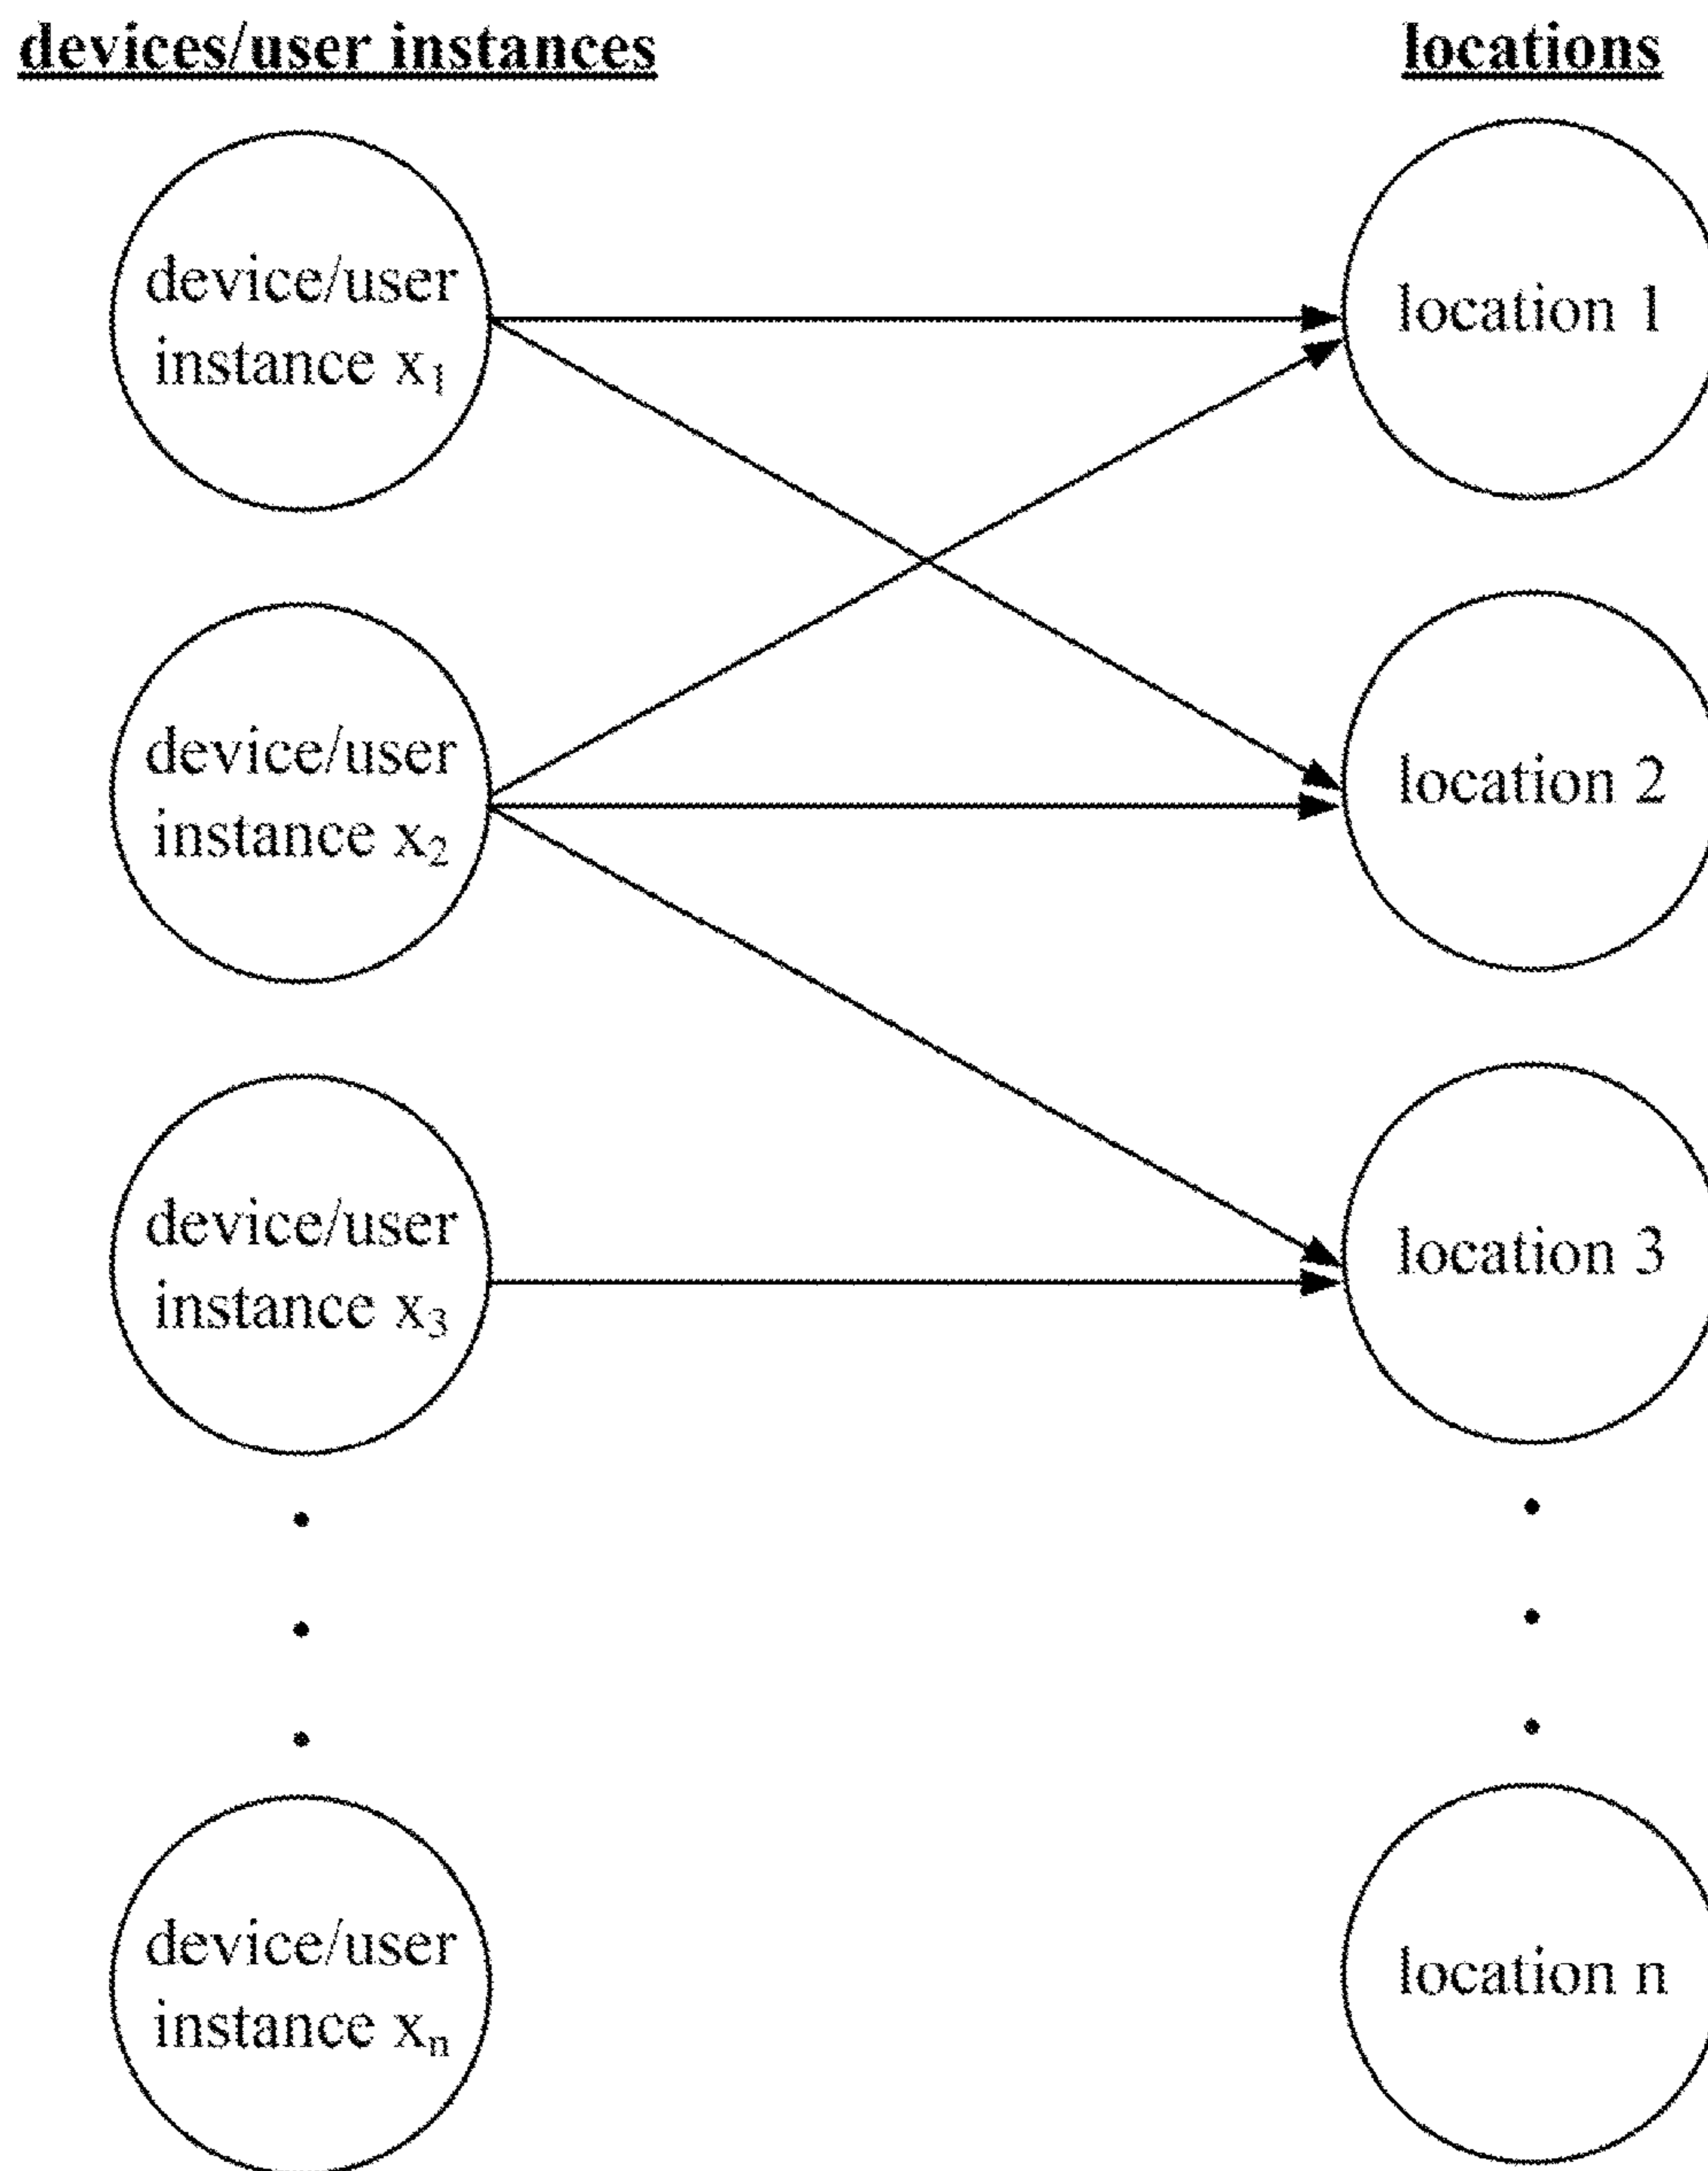 devices/user instances
locations
device/user
instance x₁
location 1
device/user
instance x₂
location 2
device/user
instance x₃
location 3
device/user
instance xₙ
location n